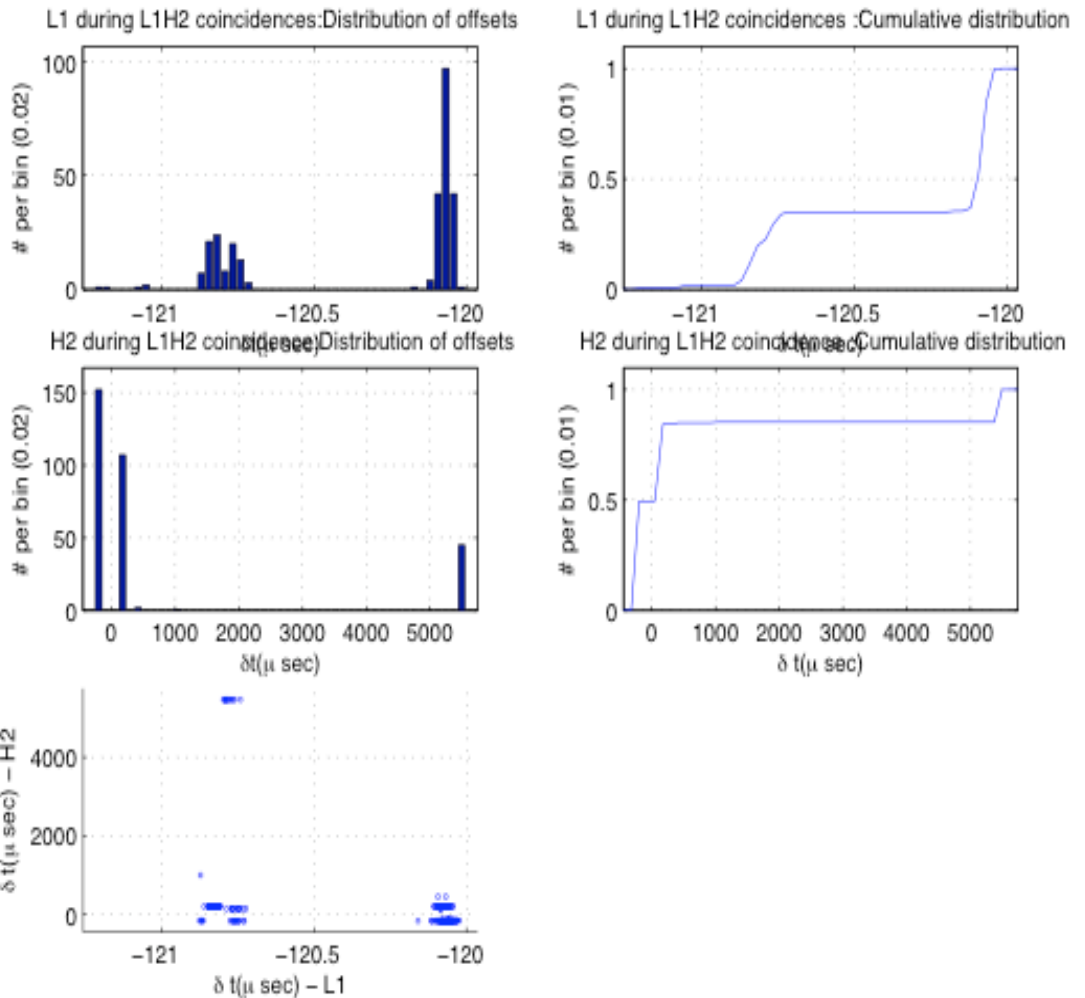 L1 during L1H2 coincidences:Distribution of offsets
L1 during L1H2 coincidences :Cumulative distribution
# per bin (0.02)
100
50
0
−121
−120.5
−120
# per bin (0.01)
1
0.5
0
−121
−120.5
−120
H2 during L1H2 coincidence:Distribution of offsets
H2 during L1H2 coincidence :Cumulative distribution
# per bin (0.02)
150
100
50
0
0 1000 2000 3000 4000 5000
δt(μ sec)
# per bin (0.01)
1
0.5
0
0 1000 2000 3000 4000 5000
δ t(μ sec)
δ t(μ sec) − H2
4000
2000
0
−121
−120.5
−120
δ t(μ sec) − L1